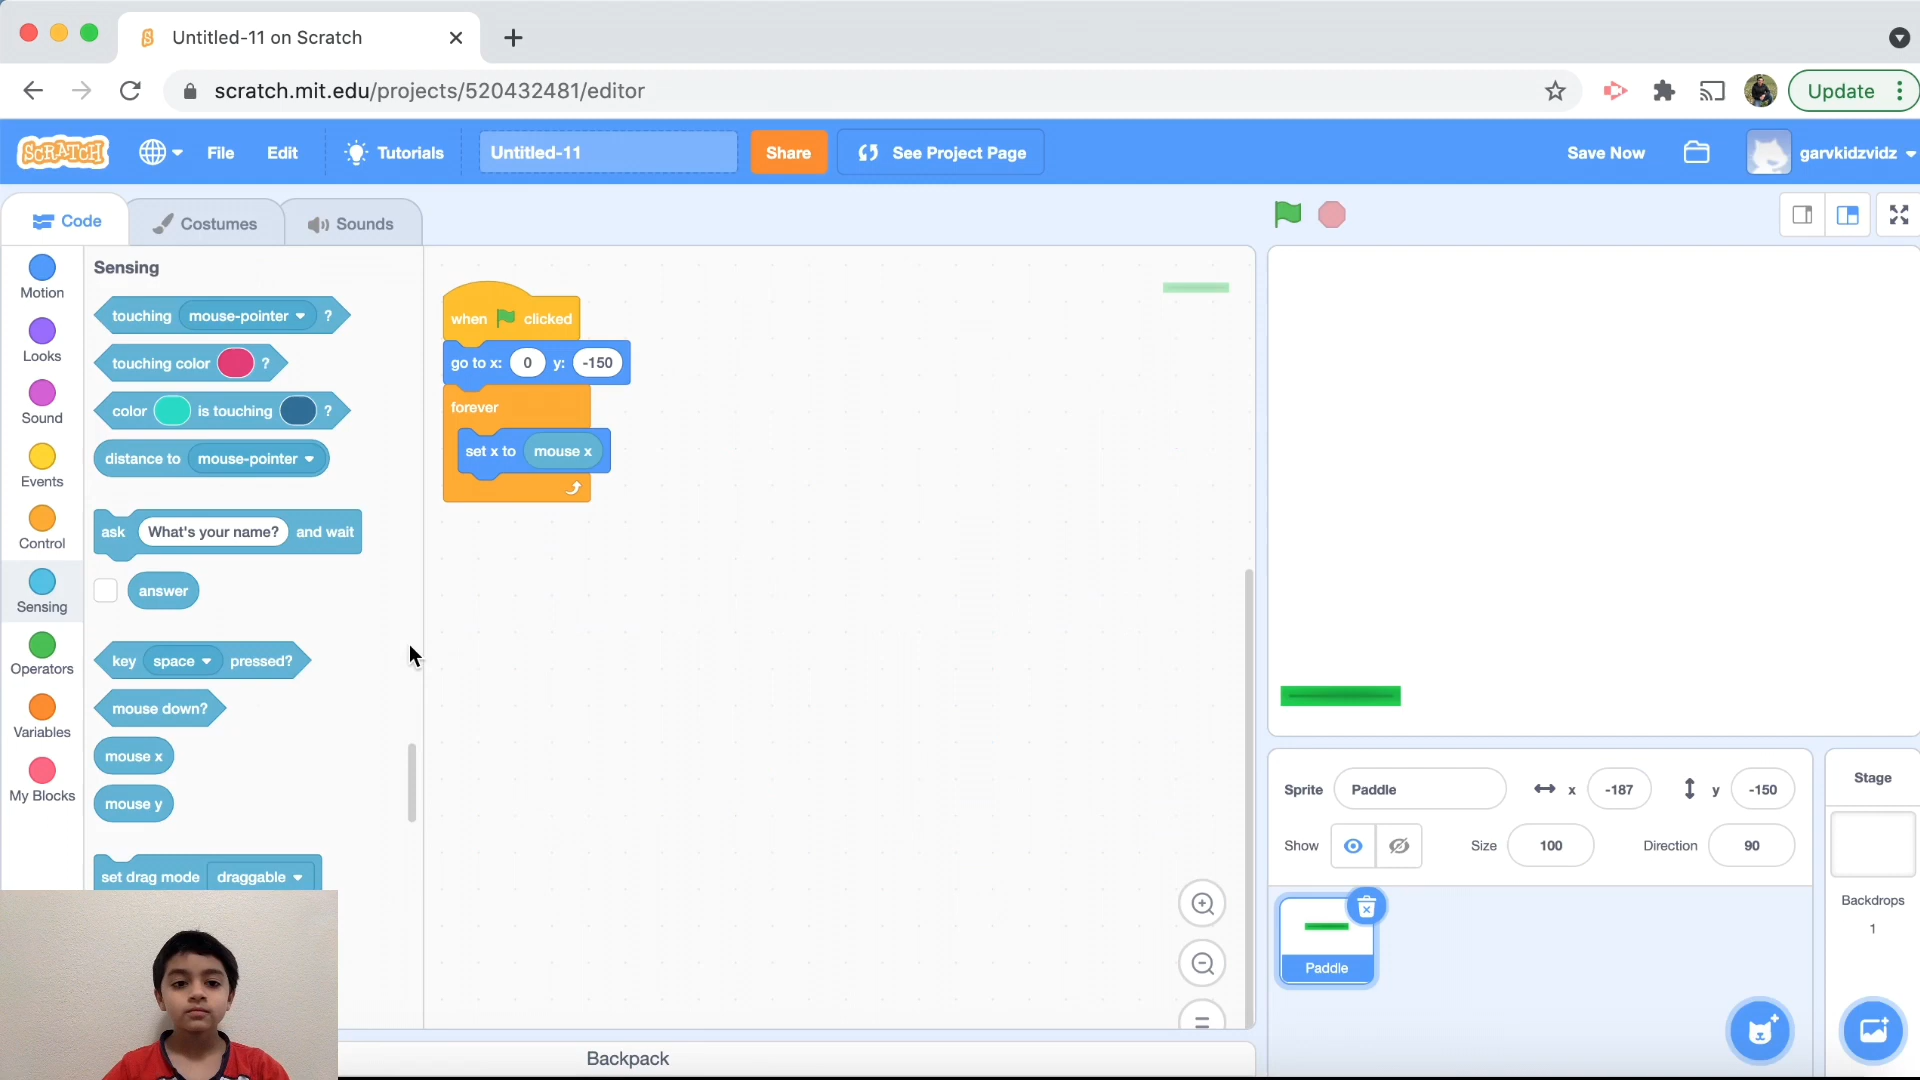 Untitled-11 on Scratch
scratch.mit.edu/projects/520432481/editor
Update
SCRATCH
File
Edit
Tutorials
Untitled-11
Share
See Project Page
Save Now
garvkidzvidz
Code
Costumes
Sounds
Motion
Looks
Sound
Events
Control
Sensing
Operators
Variables
My Blocks
Sensing
touching mouse-pointer ?
touching color ?
color is touching ?
distance to mouse-pointer
ask What's your name? and wait
answer
key space pressed?
mouse down?
mouse x
mouse y
set drag mode draggable
when clicked
go to x: 0 y: -150
forever
set x to mouse x
Backpack
Sprite Paddle x -187 y -150
Show Size 100 Direction 90
Paddle
Stage
Backdrops
1